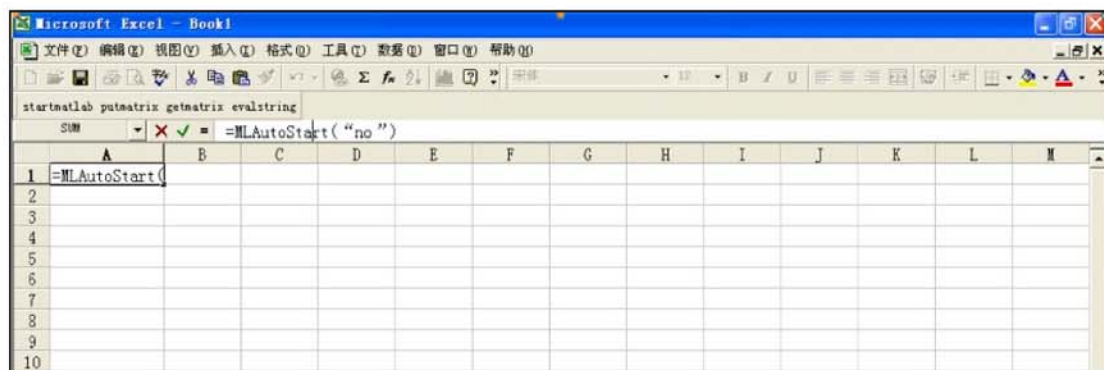 Microsoft Excel - Book1
文件(F) 编辑(E) 视图(V) 插入(I) 格式(O) 工具(T) 数据(D) 窗口(W) 帮助(H)
宋体 12 B I U
startmatlab putmatrix getmatrix evalstring
SUM = =MLAutoStart(“no”)
A B C D E F G H I J K L M
1 =MLAutoStart(
2
3
4
5
6
7
8
9
10